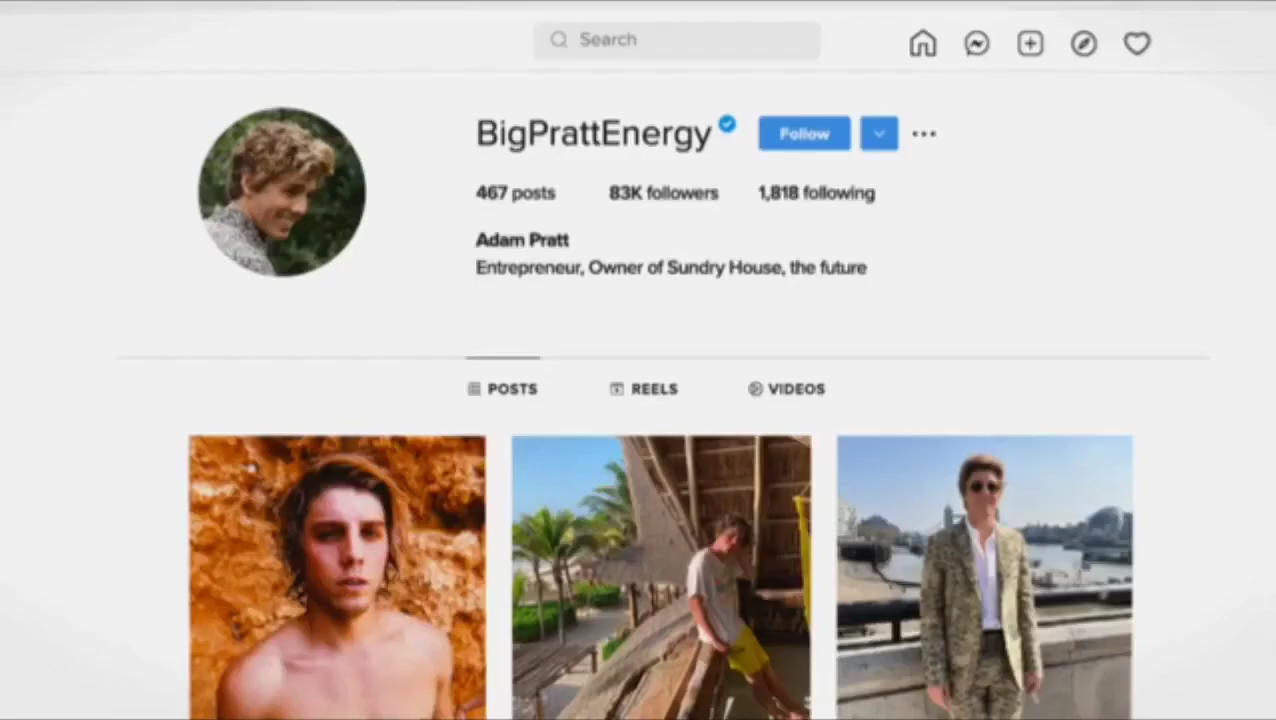 Search
BigPrattEnergy
Follow
467 posts 83K followers 1,818 following
Adam Pratt
Entrepreneur, Owner of Sundry House, the future
POSTS REELS VIDEOS